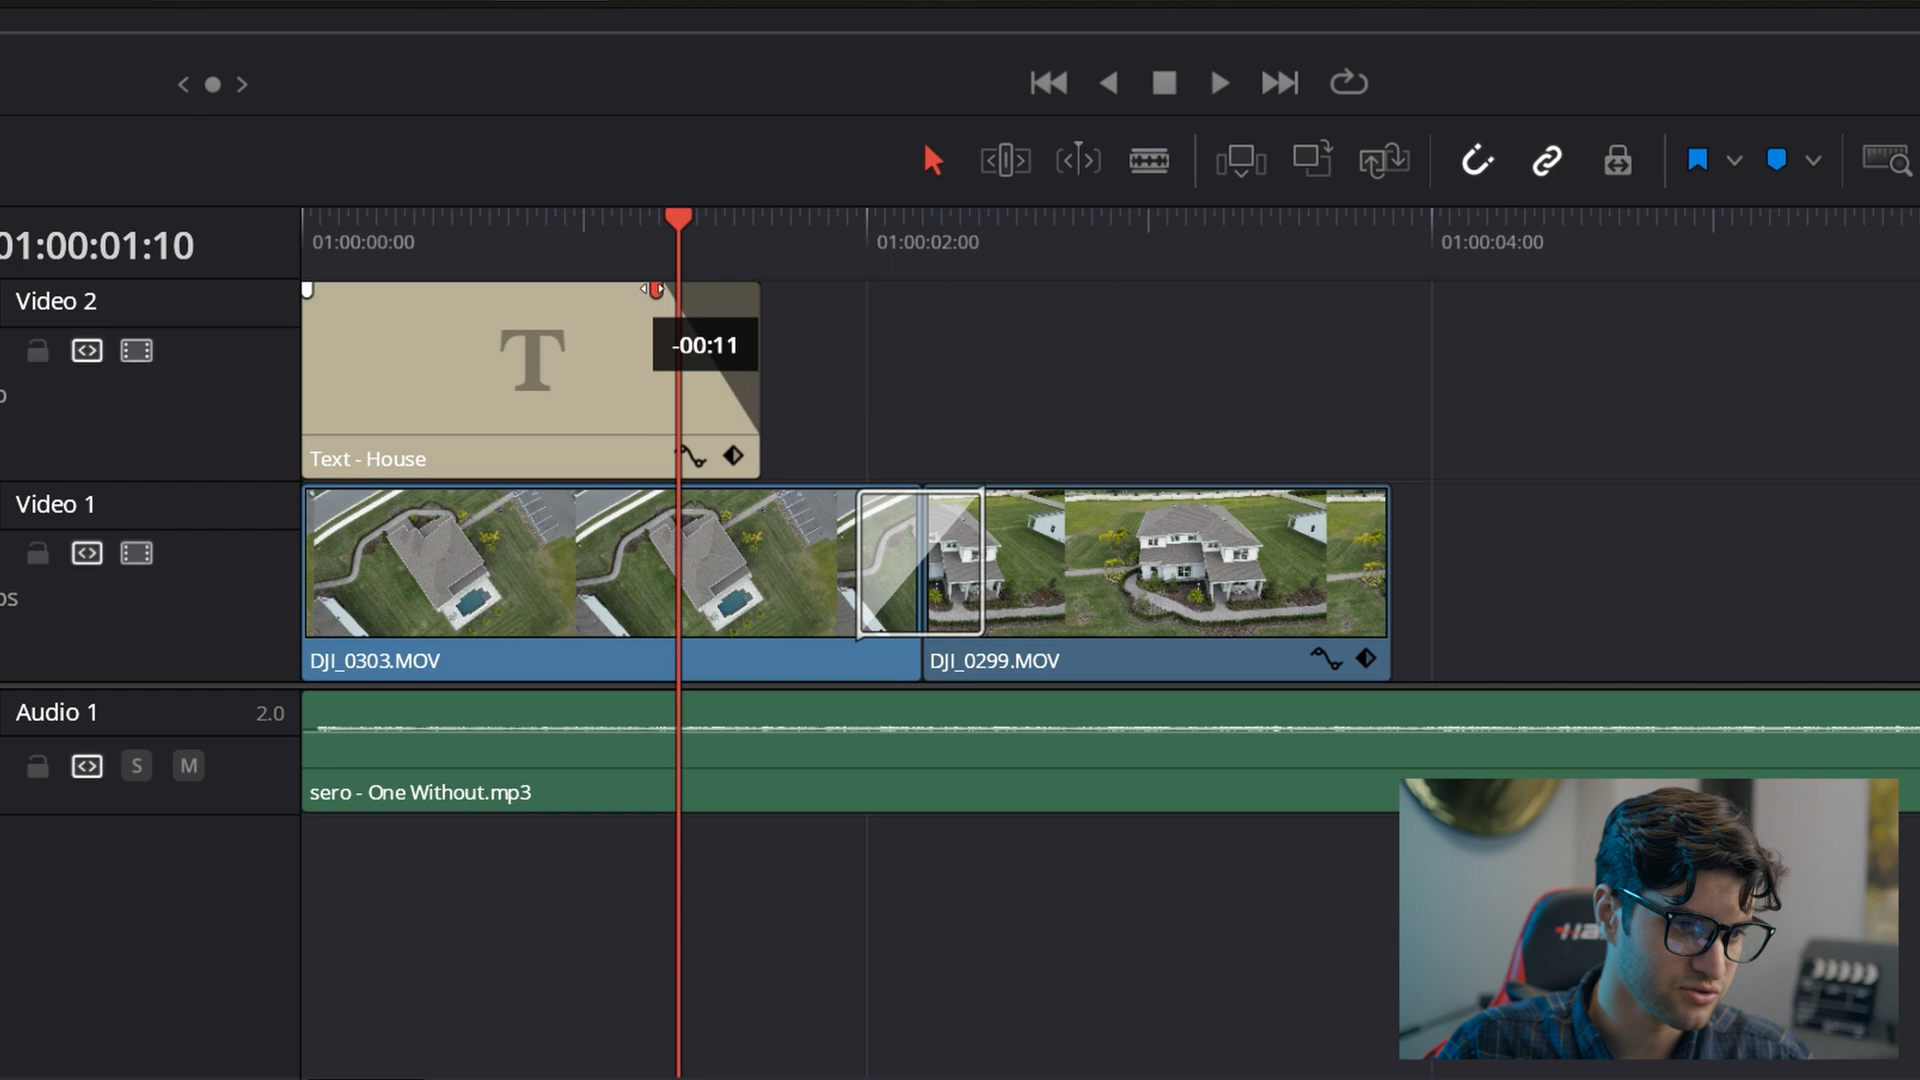 01:00:01:10
01:00:00:00
01:00:02:00
01:00:04:00
Video 2
T
-00:11
Text - House
Video 1
DJI_0303.MOV
DJI_0299.MOV
Audio 1
2.0
S
M
sero - One Without.mp3